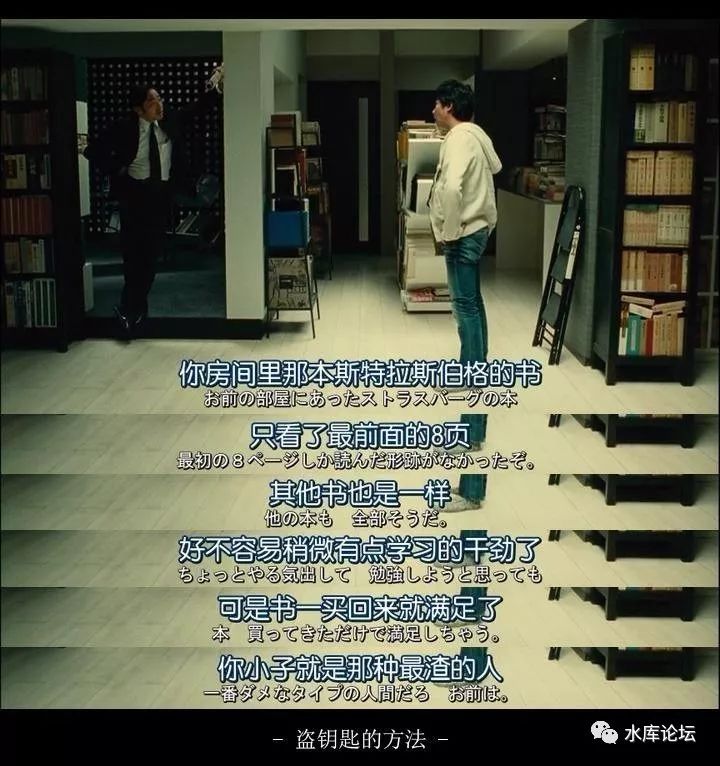 你房间里那本斯特拉斯伯格的书
お前の部屋にあったストラスバーグの本
只看了最前面的8页
最初の８ページしか読んだ形跡がなかったぞ。
其他书也是一样
他の本も　全部そうだ。
好不容易稍微有点学习的干劲了
ちょっとやる気出して　勉強しようと思っても
可是书一买回来就满足了
本　買ってきただけで満足しちゃう。
你小子就是那种最渣的人
一番ダメなタイプの人間だろ　お前は。
- 盗钥匙的方法 -
水库论坛